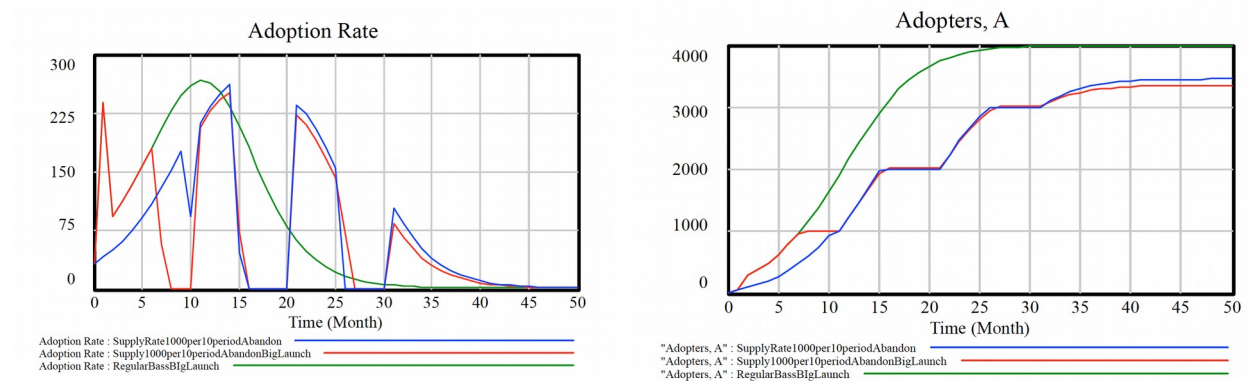 Adoption Rate
300
225
150
75
0
0 5 10 15 20 25 30 35 40 45 50
Time (Month)
Adoption Rate : SupplyRate1000per10periodAbandon
Adoption Rate : Supply1000per10periodAbandonBigLaunch
Adoption Rate : RegularBassBIgLaunch
Adopters, A
4000
3000
2000
1000
0
0 5 10 15 20 25 30 35 40 45 50
Time (Month)
"Adopters, A" : SupplyRate1000per10periodAbandon
"Adopters, A" : Supply1000per10periodAbandonBigLaunch
"Adopters, A" : RegularBassBIgLaunch